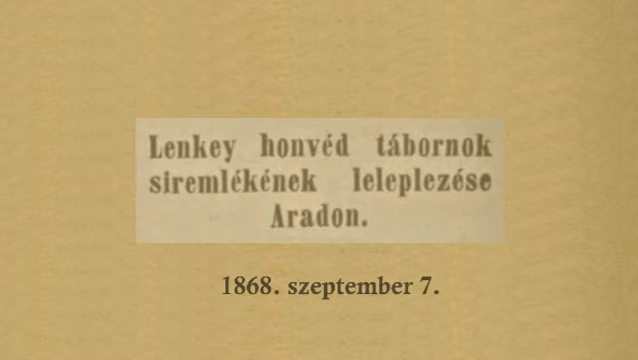 Lenkey honvéd tábornok
siremlékének leleplezése
Aradon.
1868. szeptember 7.